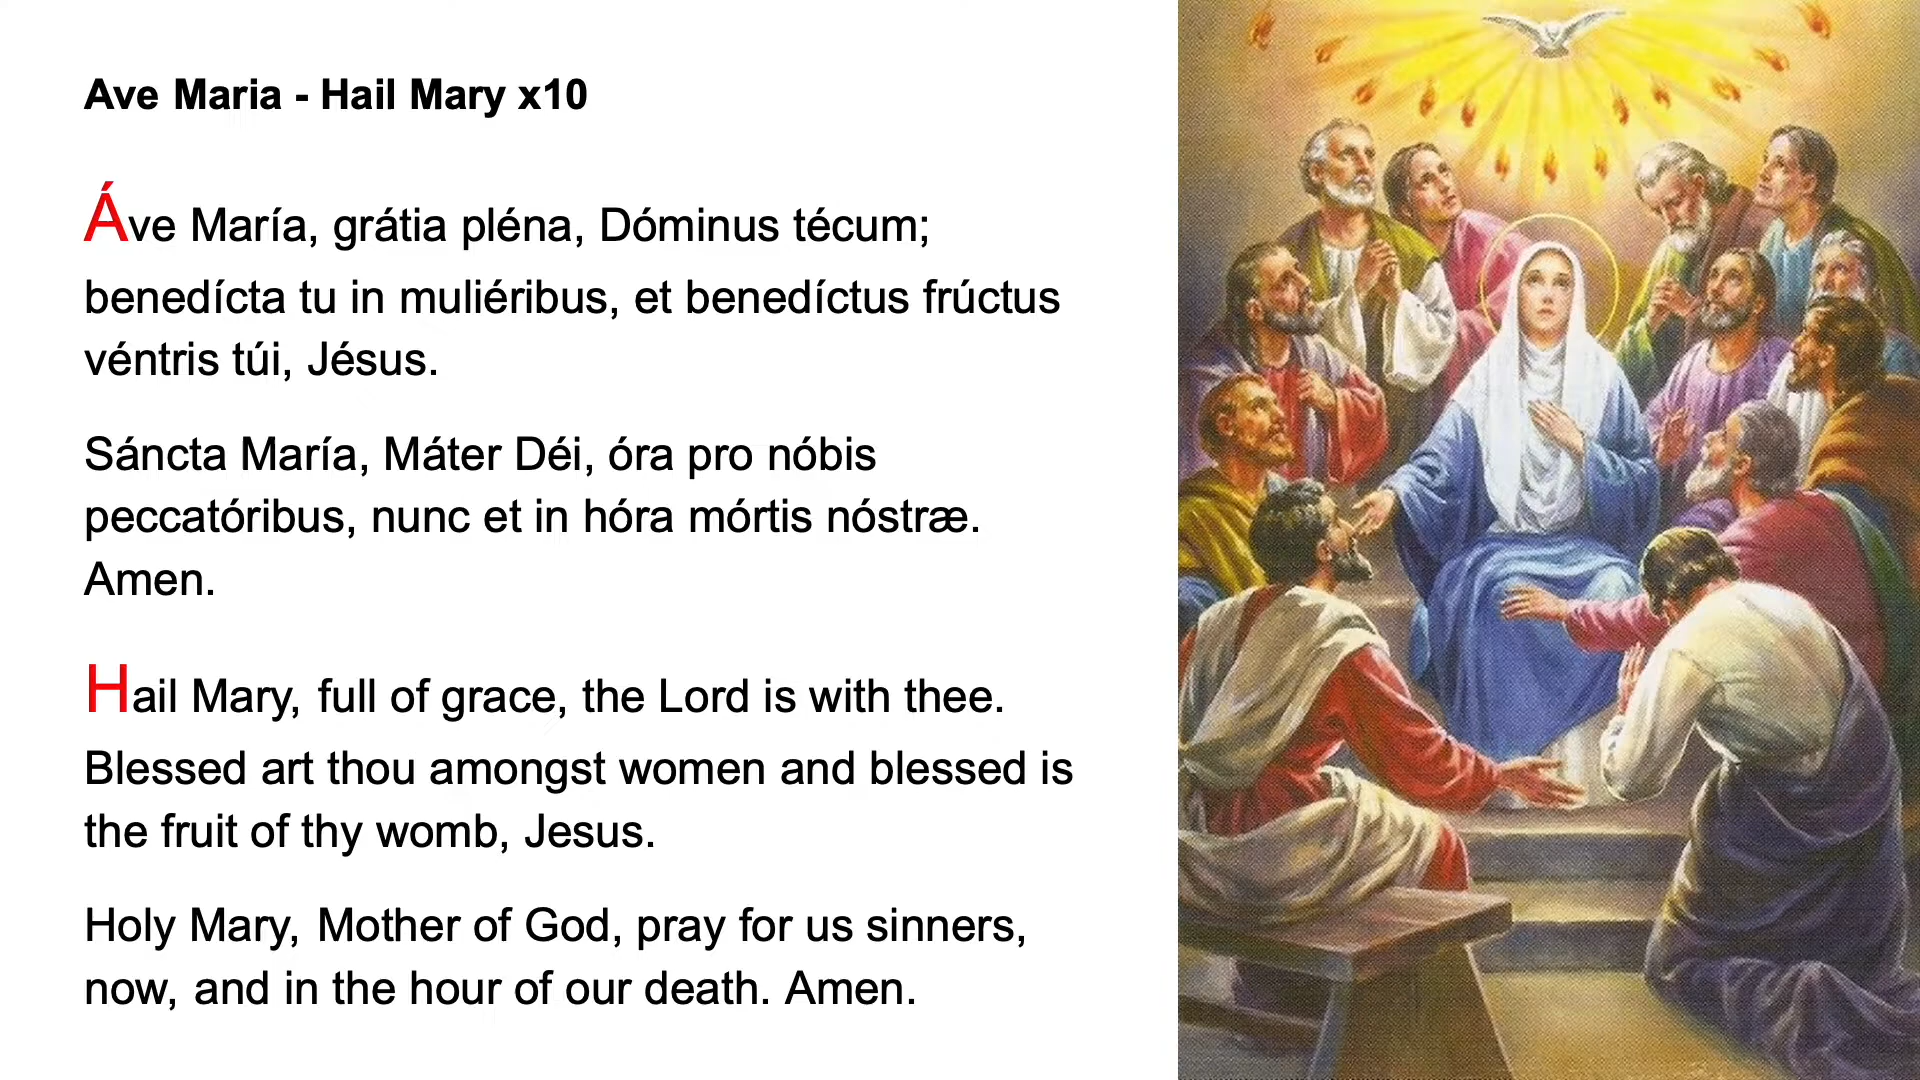 Ave Maria - Hail Mary x10
Áve María, grátia pléna, Dóminus técum;
benedícta tu in muliéribus, et benedíctus frúctus
véntris túi, Jésus.
Sáncta María, Máter Déi, óra pro nóbis
peccatóribus, nunc et in hóra mórtis nóstræ.
Amen.
Hail Mary, full of grace, the Lord is with thee.
Blessed art thou amongst women and blessed is
the fruit of thy womb, Jesus.
Holy Mary, Mother of God, pray for us sinners,
now, and in the hour of our death. Amen.